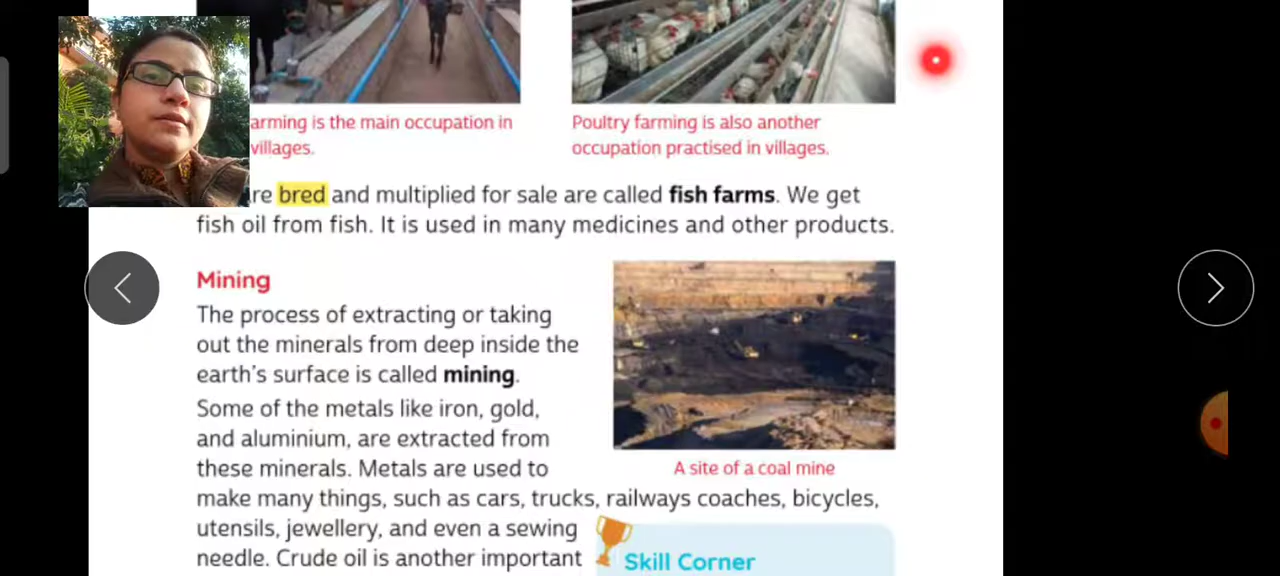 arming is the main occupation in
villages.
Poultry farming is also another
occupation practised in villages.
re bred and multiplied for sale are called fish farms. We get
fish oil from fish. It is used in many medicines and other products.
Mining
The process of extracting or taking
out the minerals from deep inside the
earth's surface is called mining.
Some of the metals like iron, gold,
and aluminium, are extracted from
these minerals. Metals are used to
A site of a coal mine
make many things, such as cars, trucks, railways coaches, bicycles,
utensils, jewellery, and even a sewing
needle. Crude oil is another important
Skill Corner